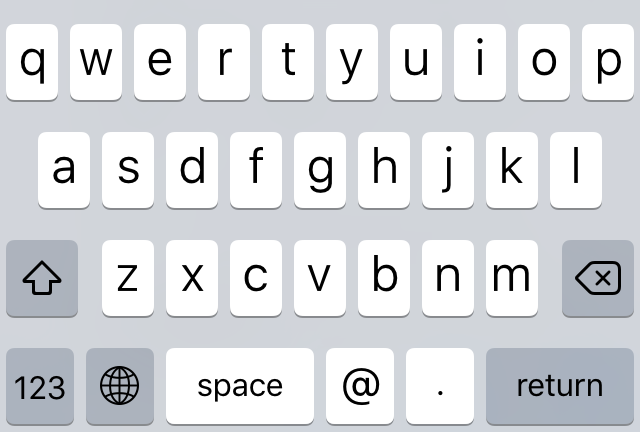 q w e r t y u i o p
a s d f g h j k l
z x c v b n m
123 space @ . return